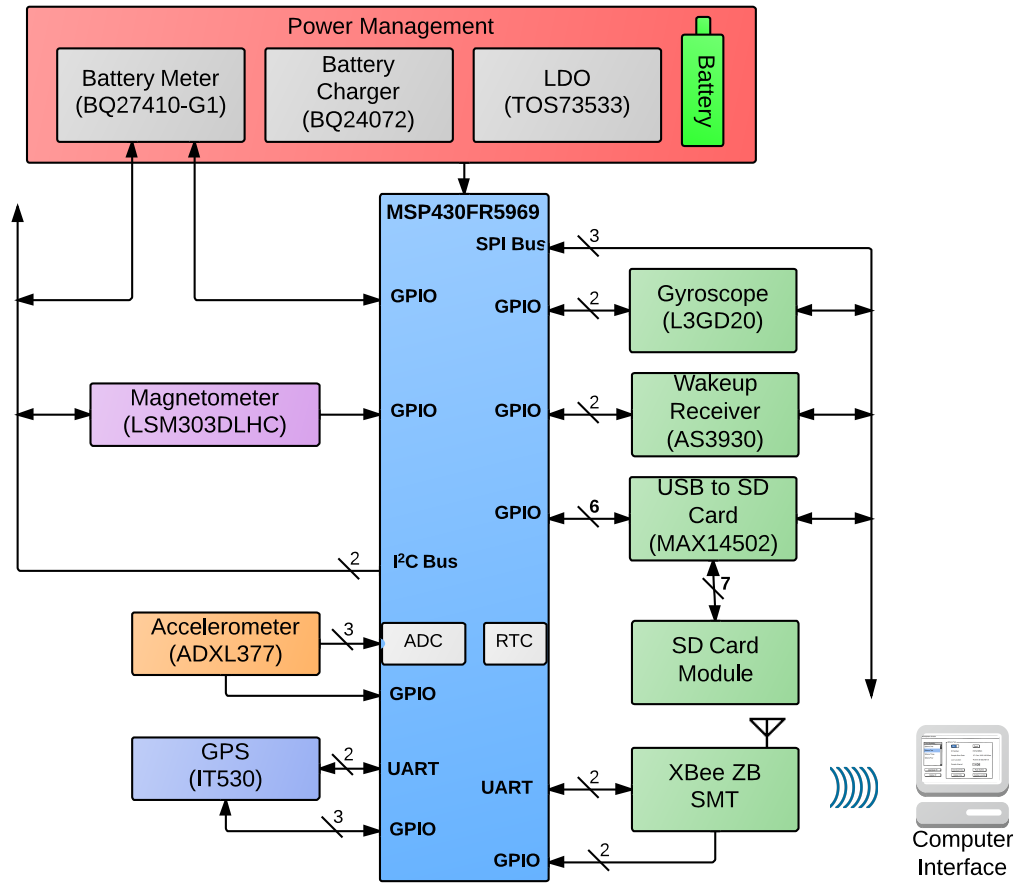 Power Management
Battery Meter
(BQ27410-G1)
Battery
Charger
(BQ24072)
LDO
(TOS73533)
Battery
MSP430FR5969
SPI Bus
3
GPIO
GPIO
2
Gyroscope
(L3GD20)
Magnetometer
(LSM303DLHC)
GPIO
GPIO
2
Wakeup
Receiver
(AS3930)
GPIO
6
USB to SD
Card
(MAX14502)
2
I²C Bus
7
Accelerometer
(ADXL377)
3
ADC
RTC
SD Card
Module
GPIO
GPS
(IT530)
2
UART
UART
2
XBee ZB
SMT
3
GPIO
GPIO
2
Computer
Interface